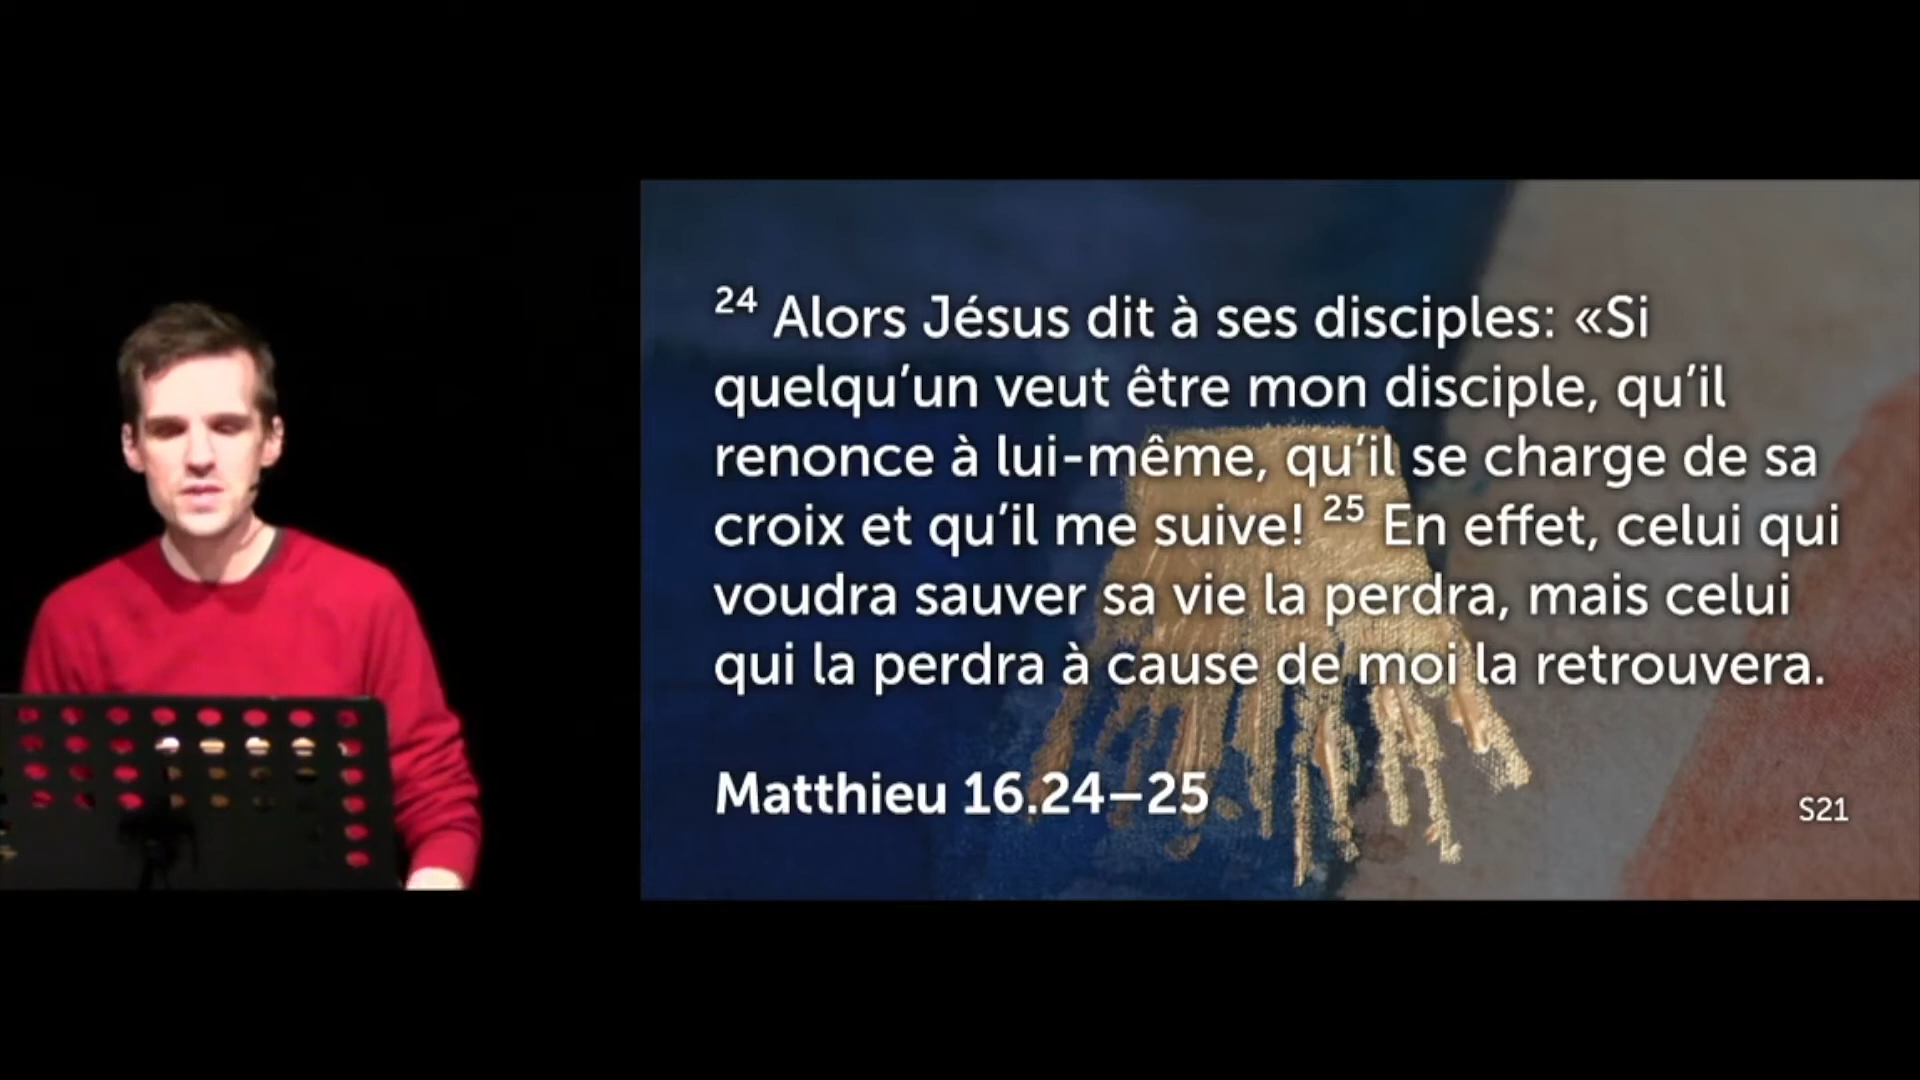 24 Alors Jésus dit à ses disciples: «Si
quelqu’un veut être mon disciple, qu’il
renonce à lui-même, qu’il se charge de sa
croix et qu’il me suive! 25 En effet, celui qui
voudra sauver sa vie la perdra, mais celui
qui la perdra à cause de moi la retrouvera.
Matthieu 16.24–25
S21